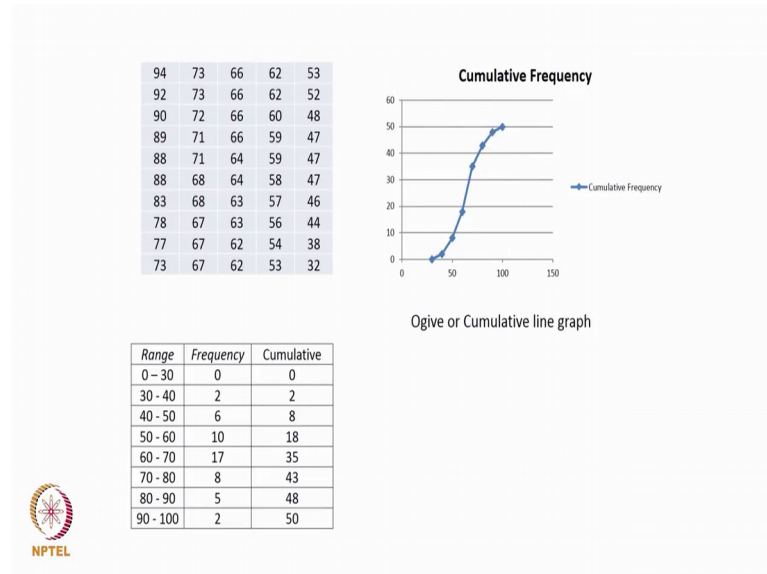 94 73 66 62 53
92 73 66 62 52
90 72 66 60 48
89 71 66 59 47
88 71 64 59 47
88 68 64 58 47
83 68 63 57 46
78 67 63 56 44
77 67 62 54 38
73 67 62 53 32
Cumulative Frequency
60
50
40
30
20
10
0
0 50 100 150
Cumulative Frequency
Ogive or Cumulative line graph
Range Frequency Cumulative
0 – 30 0 0
30 - 40 2 2
40 - 50 6 8
50 - 60 10 18
60 - 70 17 35
70 - 80 8 43
80 - 90 5 48
90 - 100 2 50
NPTEL